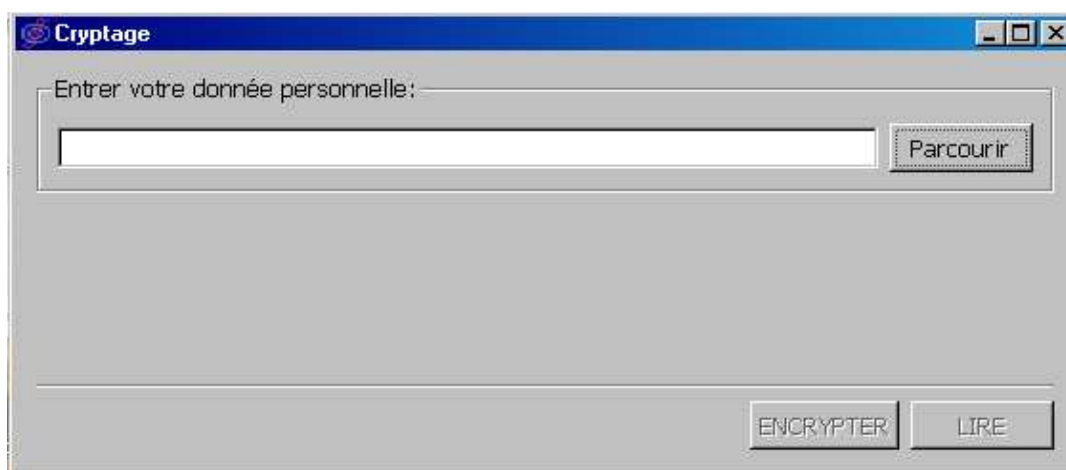 Cryptage
Entrer votre donnée personnelle:
Parcourir
ENCRYPTER
LIRE